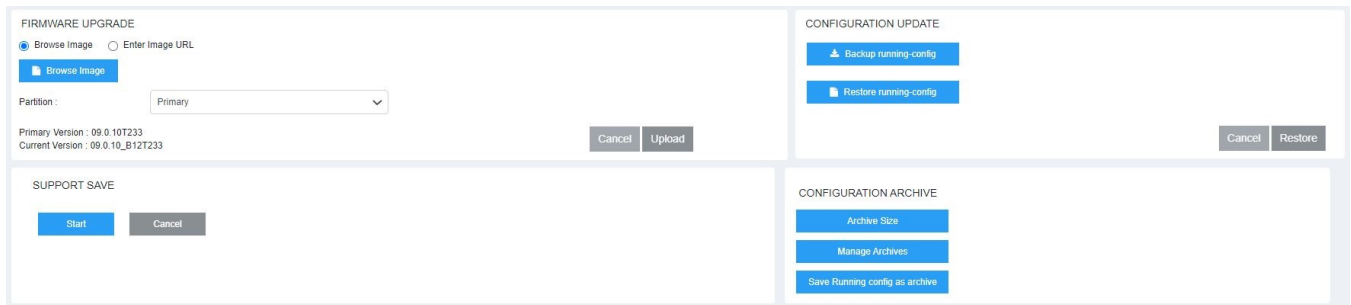 FIRMWARE UPGRADE
Browse Image Enter Image URL
Browse Image
Partition : Primary
Primary Version : 09.0.10T233
Current Version : 09.0.10_B12T233
Cancel Upload
CONFIGURATION UPDATE
Backup running-config
Restore running-config
Cancel Restore
SUPPORT SAVE
Start Cancel
CONFIGURATION ARCHIVE
Archive Size
Manage Archives
Save Running config as archive